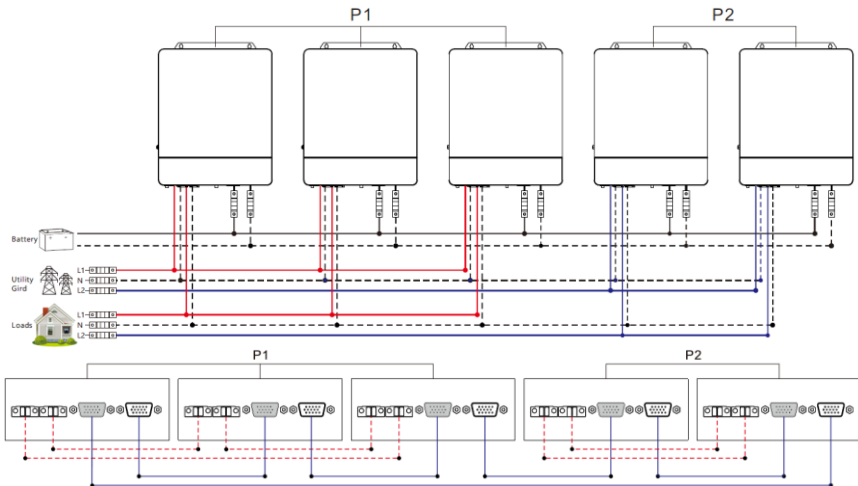 P1
P2
Battery
L1
Utility
N
Gird
L2
L1
Loads
N
L2
P1
P2